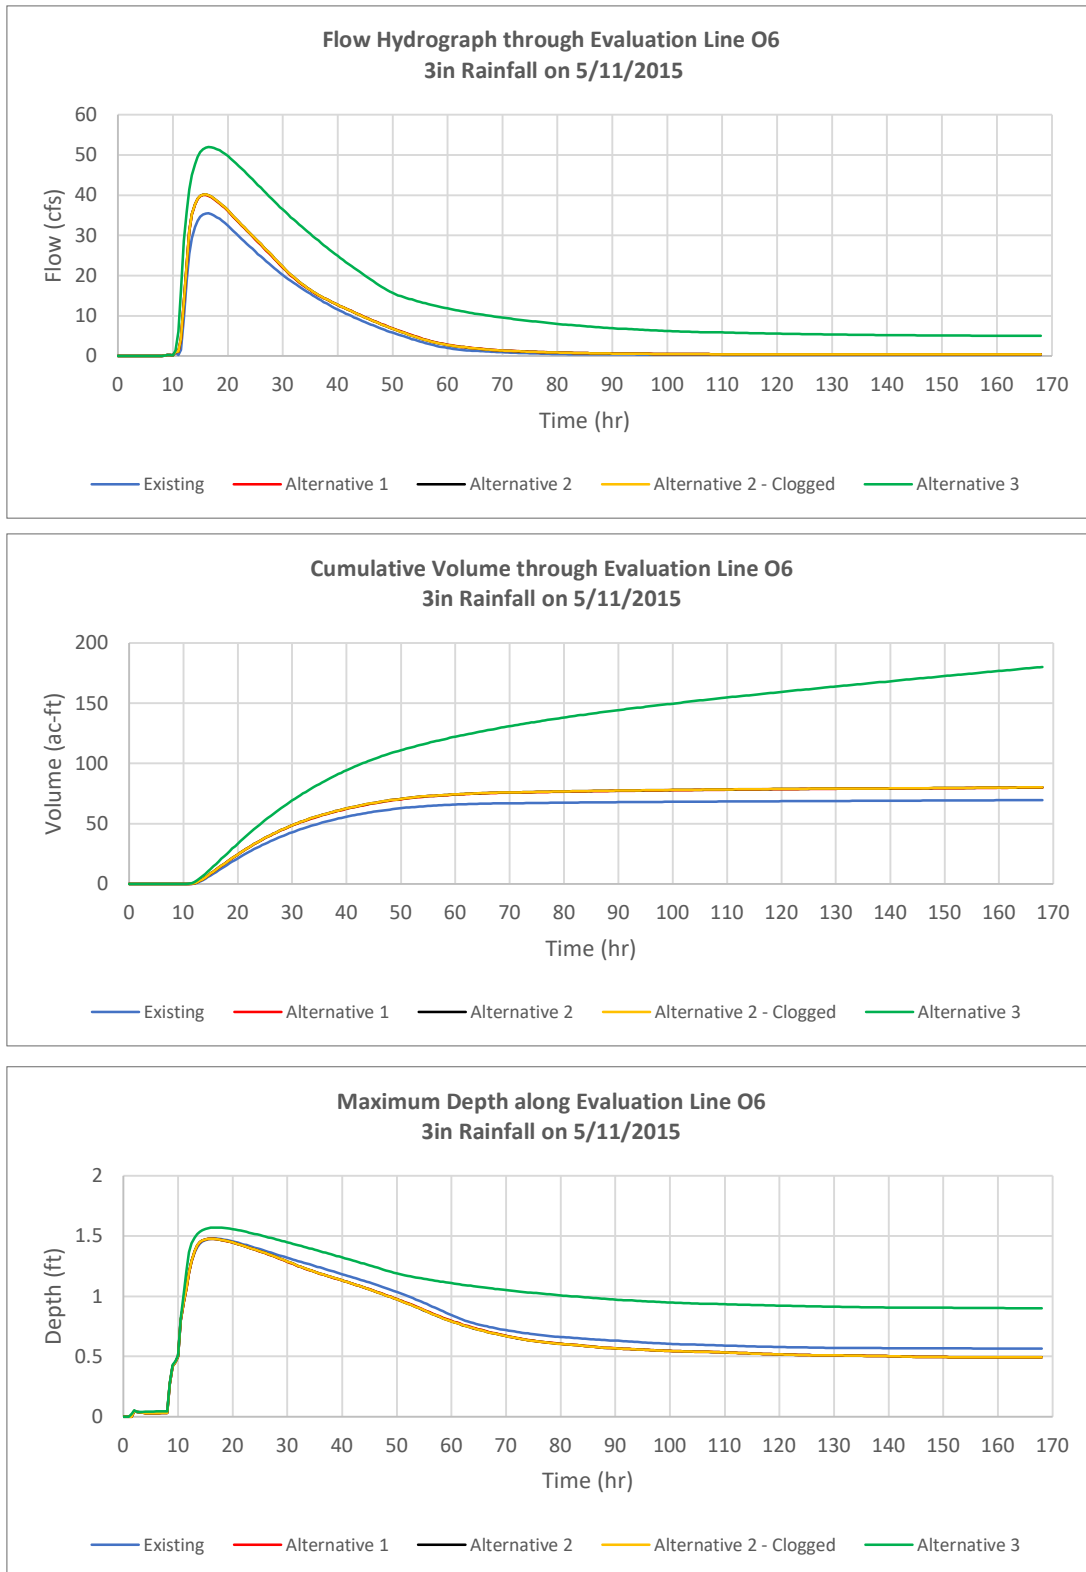 Flow Hydrograph through Evaluation Line O6
3in Rainfall on 5/11/2015
60
50
40
30
20
10
0
Flow (cfs)
0 10 20 30 40 50 60 70 80 90 100 110 120 130 140 150 160 170
Time (hr)
Existing Alternative 1 Alternative 2 Alternative 2 - Clogged Alternative 3
Cumulative Volume through Evaluation Line O6
3in Rainfall on 5/11/2015
200
150
100
50
0
Volume (ac-ft)
0 10 20 30 40 50 60 70 80 90 100 110 120 130 140 150 160 170
Time (hr)
Existing Alternative 1 Alternative 2 Alternative 2 - Clogged Alternative 3
Maximum Depth along Evaluation Line O6
3in Rainfall on 5/11/2015
2
1.5
1
0.5
0
Depth (ft)
0 10 20 30 40 50 60 70 80 90 100 110 120 130 140 150 160 170
Time (hr)
Existing Alternative 1 Alternative 2 Alternative 2 - Clogged Alternative 3